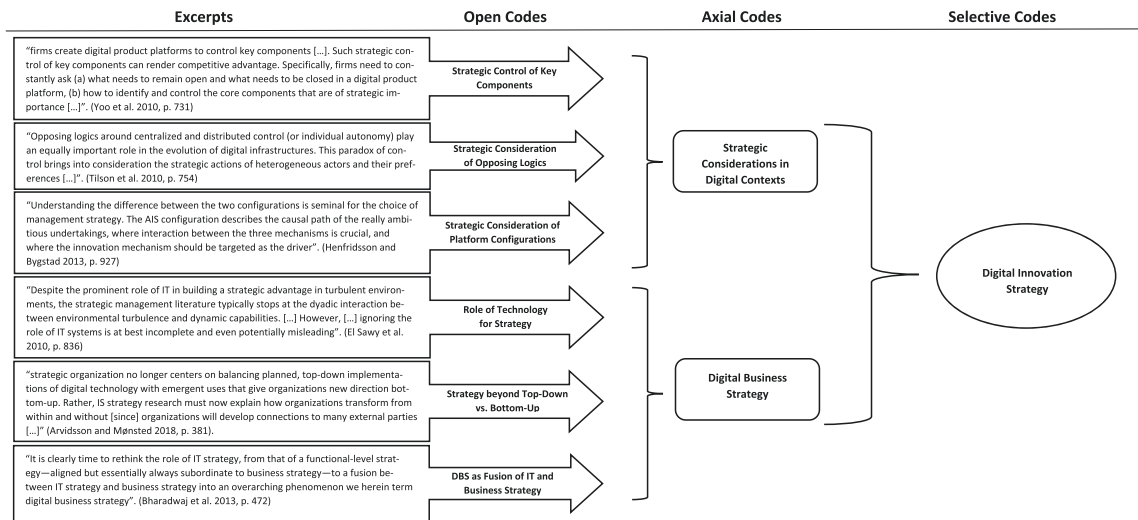 Excerpts
Open Codes
Axial Codes
Selective Codes
“firms create digital product platforms to control key components […]. Such strategic con-
trol of key components can render competitive advantage. Specifically, firms need to con-
stantly ask (a) what needs to remain open and what needs to be closed in a digital product
platform, (b) how to identify and control the core components that are of strategic im-
portance […]”. (Yoo et al. 2010, p. 731)
Strategic Control of Key
Components
“Opposing logics around centralized and distributed control (or individual autonomy) play
an equally important role in the evolution of digital infrastructures. This paradox of con-
trol brings into consideration the strategic actions of heterogeneous actors and their pref-
erences […]”. (Tilson et al. 2010, p. 754)
Strategic Consideration
of Opposing Logics
“Understanding the difference between the two configurations is seminal for the choice of
management strategy. The AIS configuration describes the causal path of the really ambi-
tious undertakings, where interaction between the three mechanisms is crucial, and
where the innovation mechanism should be targeted as the driver”. (Henfridsson and
Bygstad 2013, p. 927)
Strategic Consideration of
Platform Configurations
Strategic
Considerations in
Digital Contexts
“Despite the prominent role of IT in building a strategic advantage in turbulent environ-
ments, the strategic management literature typically stops at the dyadic interaction be-
tween environmental turbulence and dynamic capabilities. […] However, […] ignoring the
role of IT systems is at best incomplete and even potentially misleading”. (El Sawy et al.
2010, p. 836)
Role of Technology
for Strategy
“strategic organization no longer centers on balancing planned, top-down implementa-
tions of digital technology with emergent uses that give organizations new direction bot-
tom-up. Rather, IS strategy research must now explain how organizations transform from
within and without [since] organizations will develop connections to many external parties
[…]” (Arvidsson and Mønsted 2018, p. 381).
Strategy beyond Top-Down
vs. Bottom-Up
“It is clearly time to rethink the role of IT strategy, from that of a functional-level strat-
egy—aligned but essentially always subordinate to business strategy—to a fusion be-
tween IT strategy and business strategy into an overarching phenomenon we herein term
digital business strategy”. (Bharadwaj et al. 2013, p. 472)
DBS as Fusion of IT and
Business Strategy
Digital Business
Strategy
Digital Innovation
Strategy